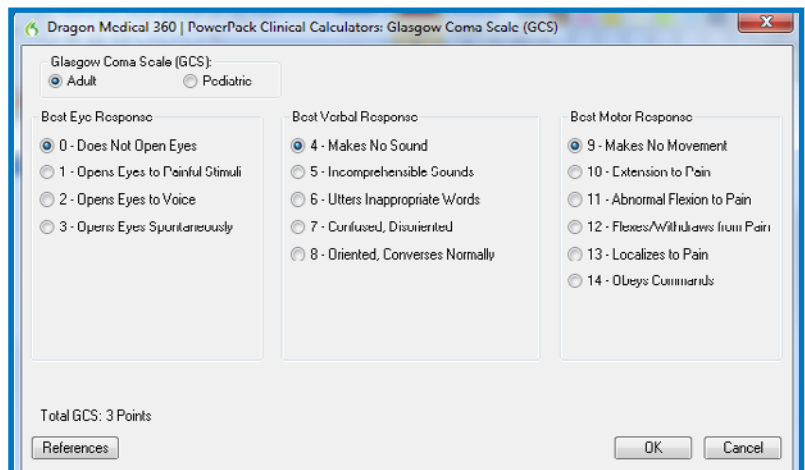 Dragon Medical 360 | PowerPack Clinical Calculators: Glasgow Coma Scale (GCS)
Glasgow Coma Scale (GCS):
Adult Pediatric
Best Eye Response
0 - Does Not Open Eyes
1 - Opens Eyes to Painful Stimuli
2 - Opens Eyes to Voice
3 - Opens Eyes Spontaneously
Best Verbal Response
4 - Makes No Sound
5 - Incomprehensible Sounds
6 - Utters Inappropriate Words
7 - Confused, Disoriented
8 - Oriented, Converses Normally
Best Motor Response
9 - Makes No Movement
10 - Extension to Pain
11 - Abnormal Flexion to Pain
12 - Flexes/Withdraws from Pain
13 - Localizes to Pain
14 - Obeys Commands
Total GCS: 3 Points
References OK Cancel